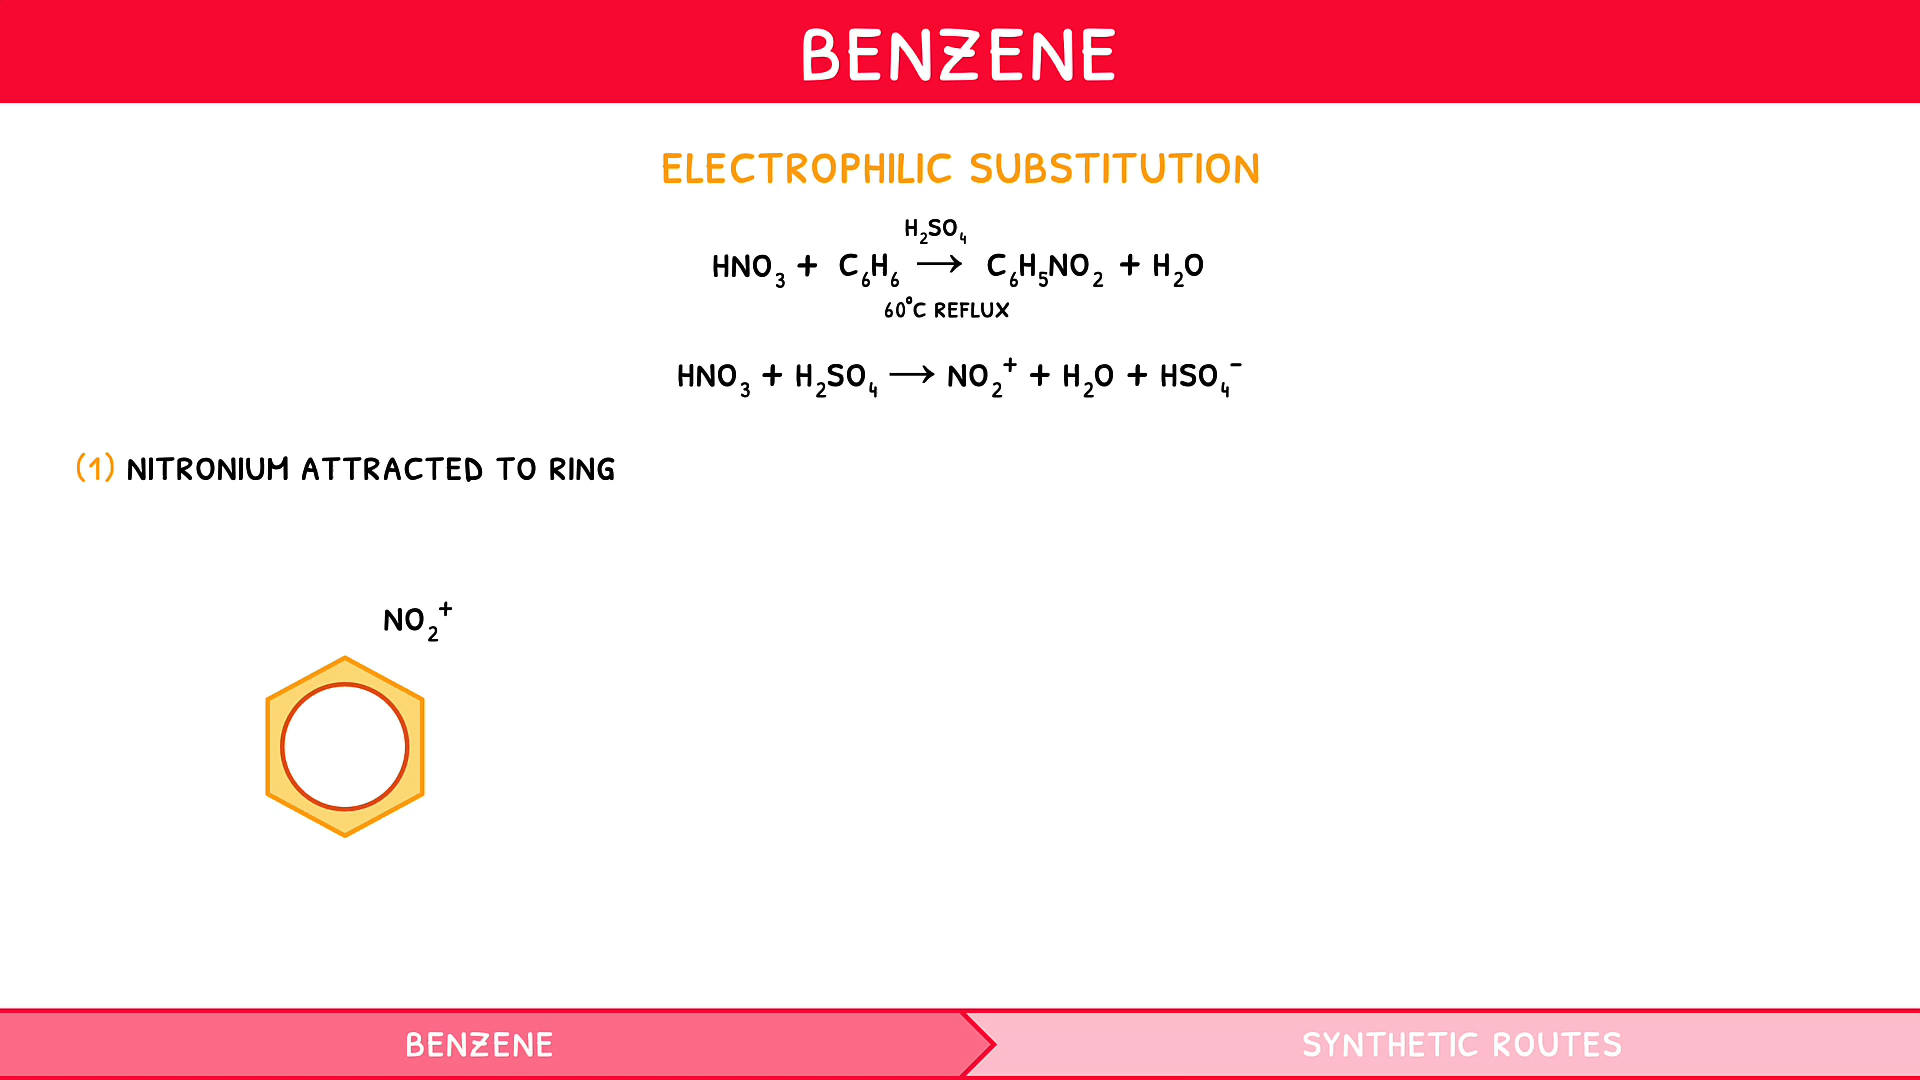 BENZENE
ELECTROPHILIC SUBSTITUTION
H₂SO₄
HNO₃ + C₆H₆ ⟶ C₆H₅NO₂ + H₂O
60°C REFLUX
HNO₃ + H₂SO₄ ⟶ NO₂⁺ + H₂O + HSO₄⁻
(1) NITRONIUM ATTRACTED TO RING
NO₂⁺
BENZENE
SYNTHETIC ROUTES